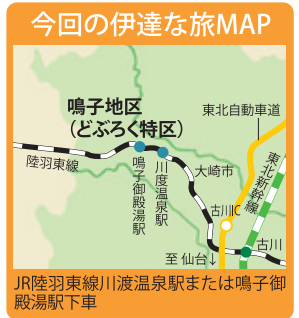 今回の伊達な旅MAP
鳴子地区
(どぶろく特区)
東北自動車道
陸羽東線
鳴子御殿湯駅
川度温泉駅
大崎市
東北新幹線
古川IC
古川
至 仙台↓
JR陸羽東線川渡温泉駅または鳴子御
殿湯駅下車